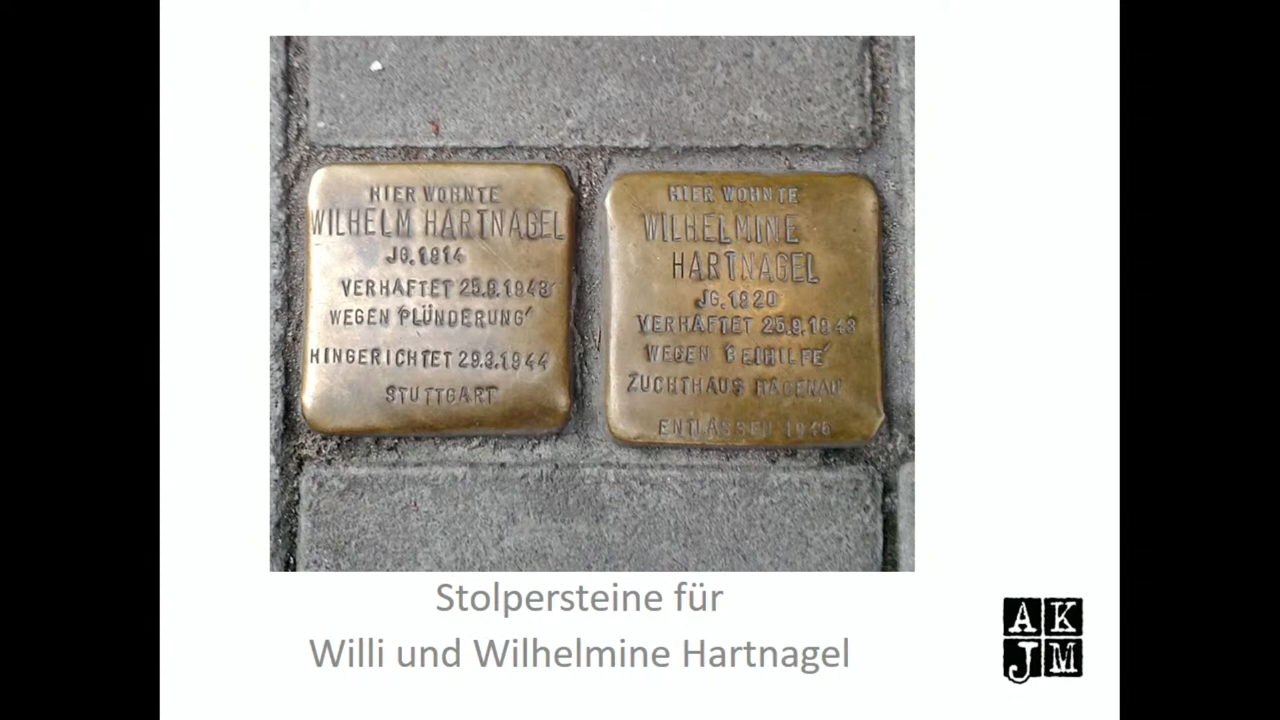 HIER WOHNTE
WILHELM HARTNAGEL
JG. 1914
VERHAFTET 25.9.1943
WEGEN 'PLÜNDERUNG'
HINGERICHTET 29.3.1944
STUTTGART
HIER WOHNTE
WILHELMINE
HARTNAGEL
JG. 1920
VERHAFTET 25.9.1943
WEGEN 'BEIHILFE'
ZUCHTHAUS HAGENAU
ENTLASSEN 1945
Stolpersteine für
Willi und Wilhelmine Hartnagel
AK
JM